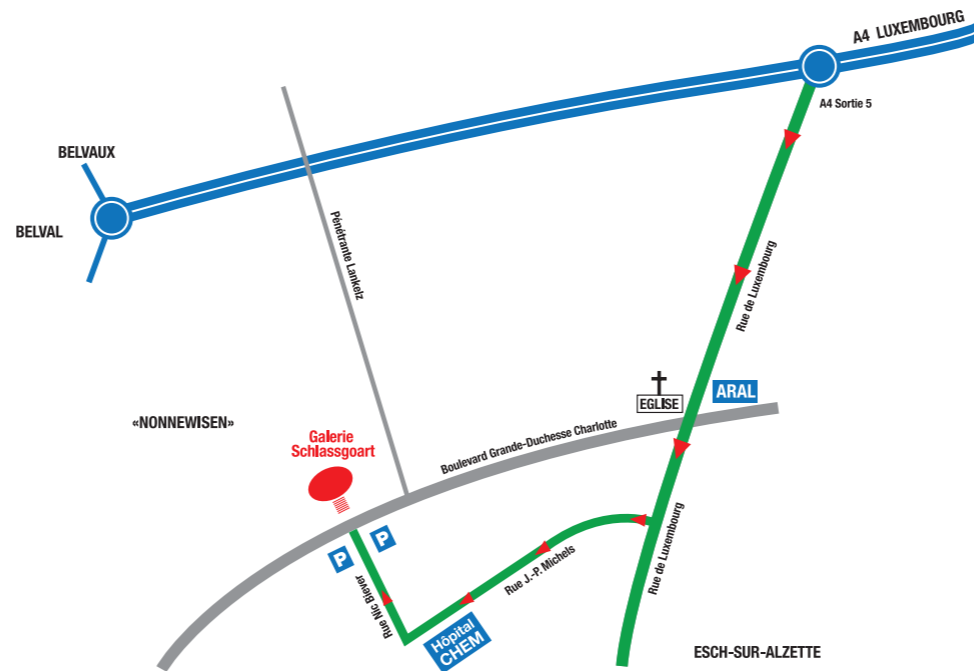 A4 LUXEMBOURG
A4 Sortie 5
BELVAUX
BELVAL
Pénétrante Lankelz
Rue de Luxembourg
EGLISE
ARAL
«NONNEWISEN»
Galerie
Schlassgoart
Boulevard Grande-Duchesse Charlotte
P
P
Rue Nic Biever
Rue J.-P. Michels
Rue de Luxembourg
Hôpital
CHEM
ESCH-SUR-ALZETTE